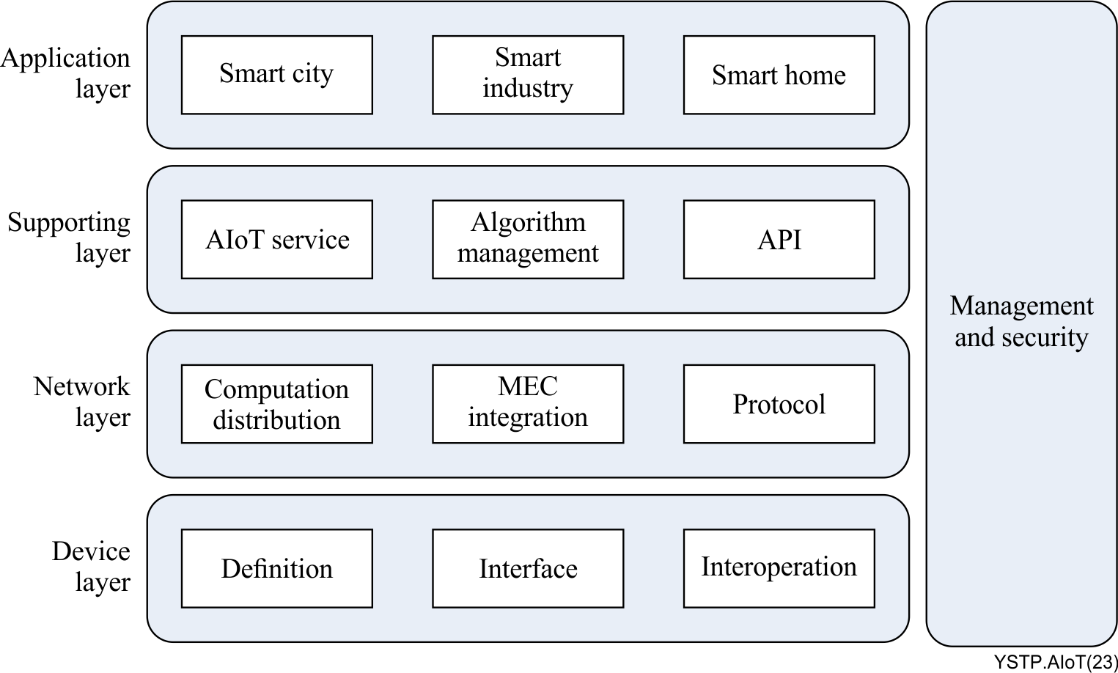 Application
layer
Smart city
Smart
industry
Smart home
Supporting
layer
AIoT service
Algorithm
management
API
Management
and security
Network
layer
Computation
distribution
MEC
integration
Protocol
Device
layer
Definition
Interface
Interoperation
YSTP.AIoT(23)